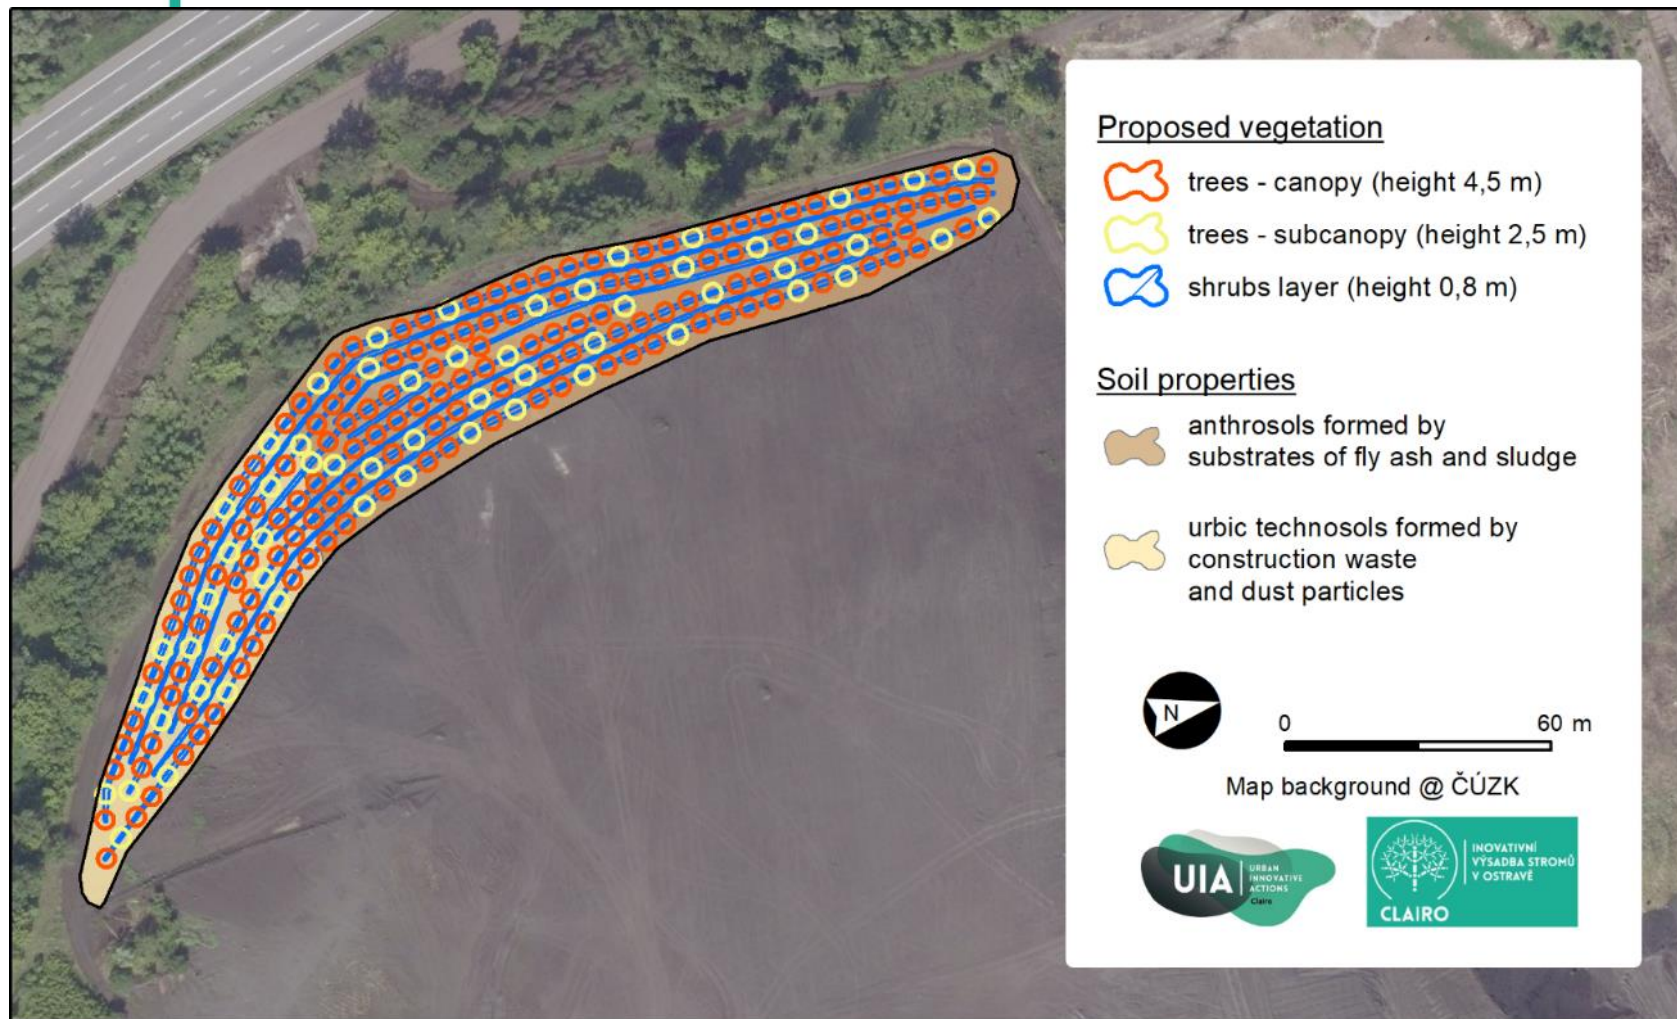 Proposed vegetation
trees - canopy (height 4,5 m)
trees - subcanopy (height 2,5 m)
shrubs layer (height 0,8 m)
Soil properties
anthrosols formed by
substrates of fly ash and sludge
urbic technosols formed by
construction waste
and dust particles
N
0
60 m
Map background @ ČÚZK
UIA
URBAN
INNOVATIVE
ACTIONS
Clairo
CLAIRO
INOVATIVNÍ
VÝSADBA STROMŮ
V OSTRAVĚ